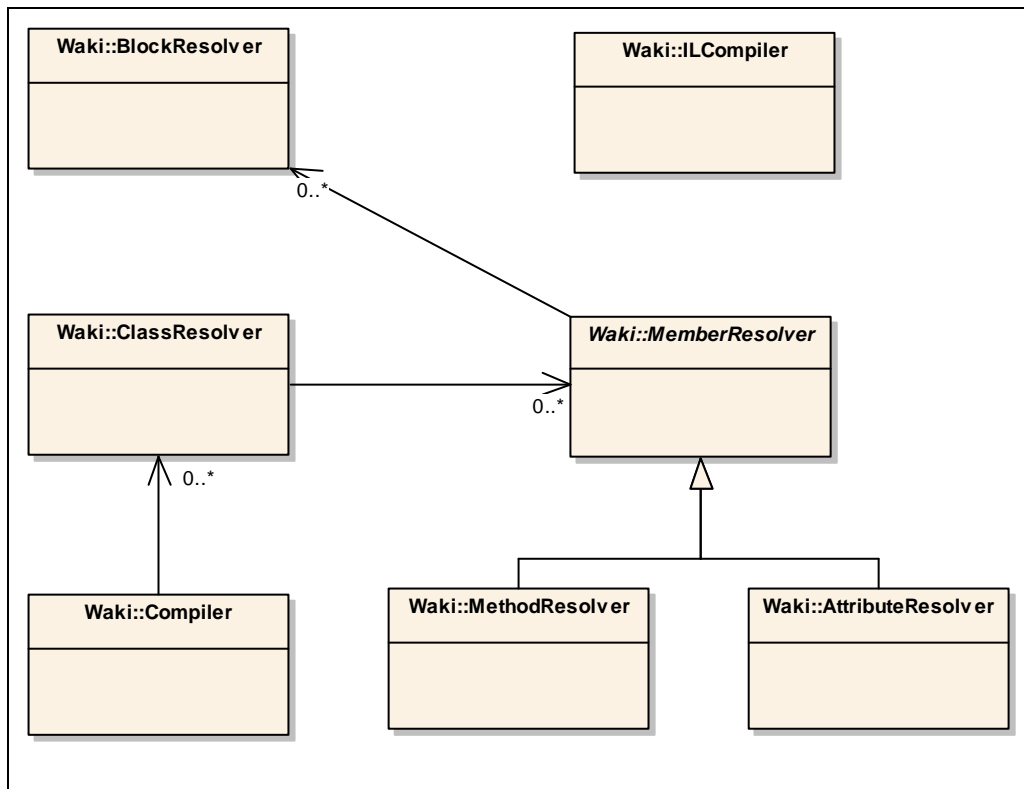 Waki::BlockResolver
Waki::ILCompiler
0..*
Waki::ClassResolver
Waki::MemberResolver
0..*
0..*
Waki::Compiler
Waki::MethodResolver
Waki::AttributeResolver